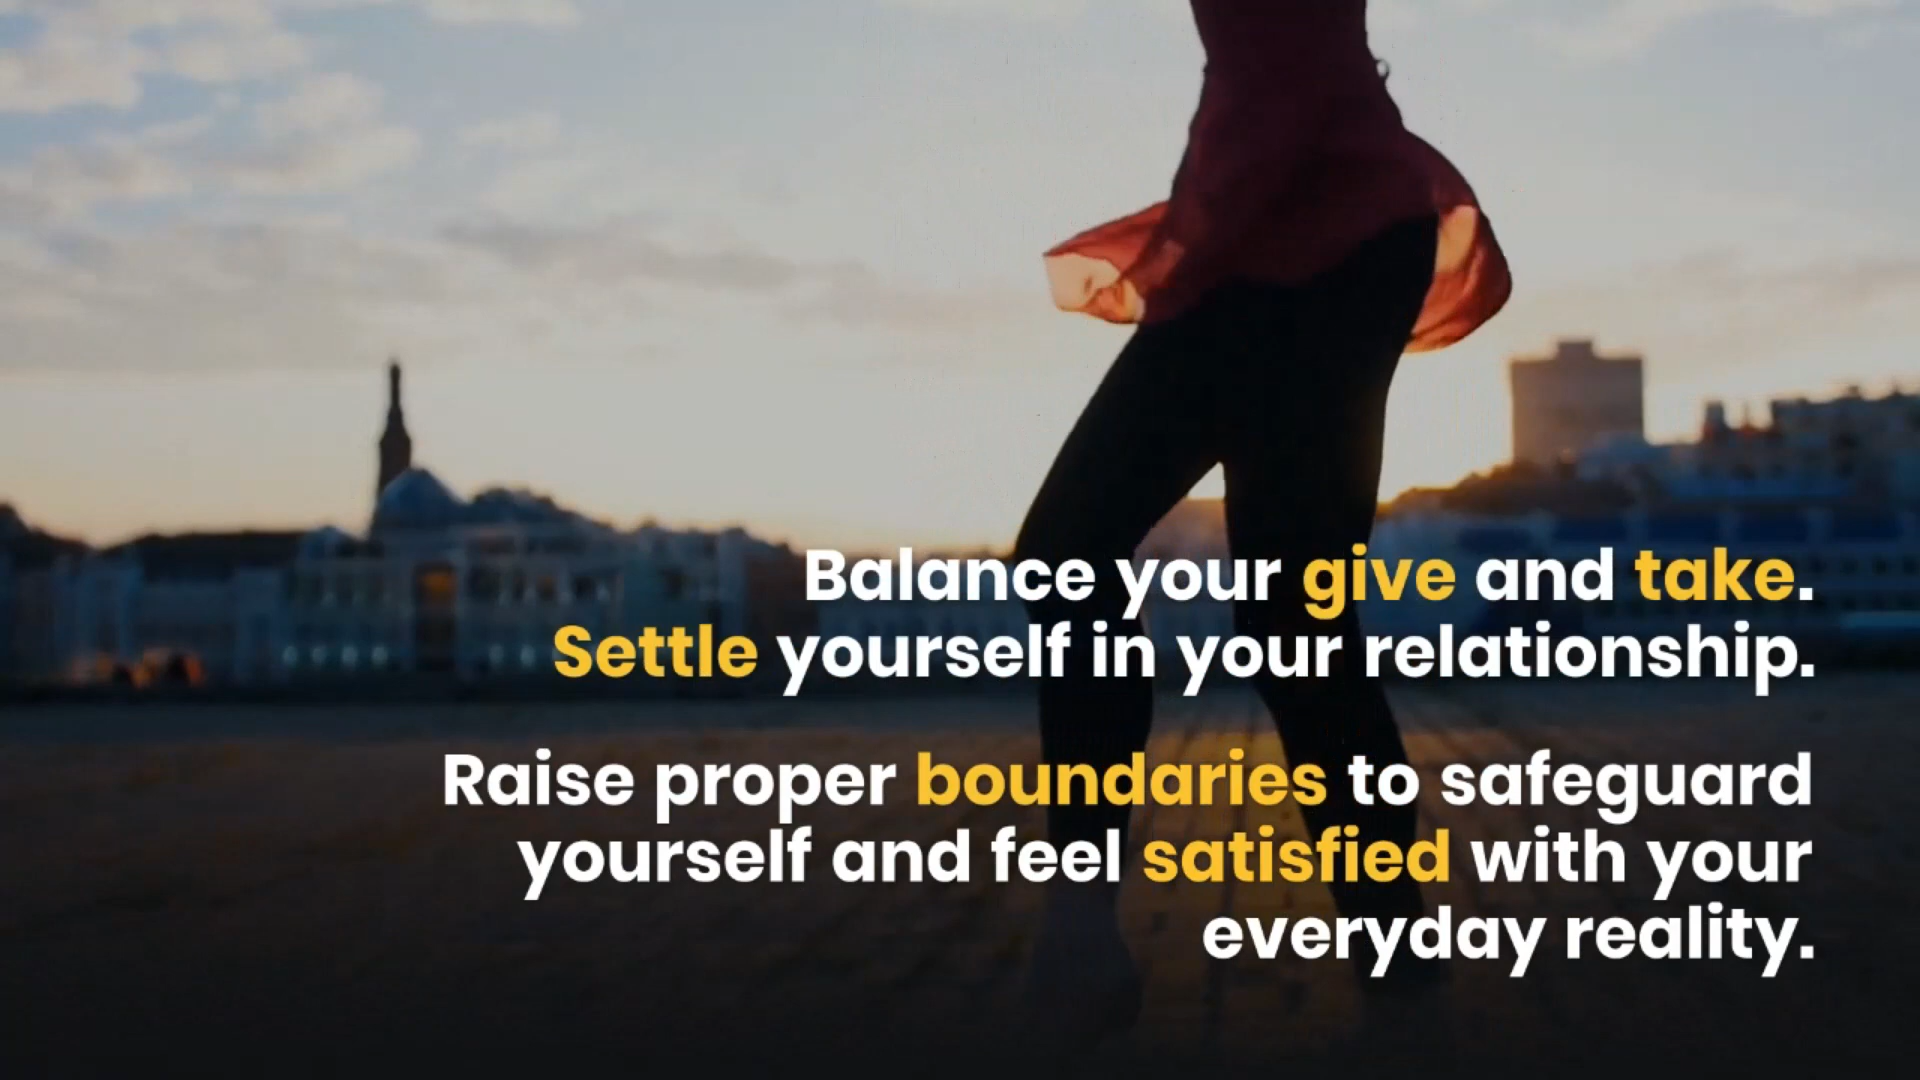 Balance your give and take.
Settle yourself in your relationship.
Raise proper boundaries to safeguard
yourself and feel satisfied with your
everyday reality.